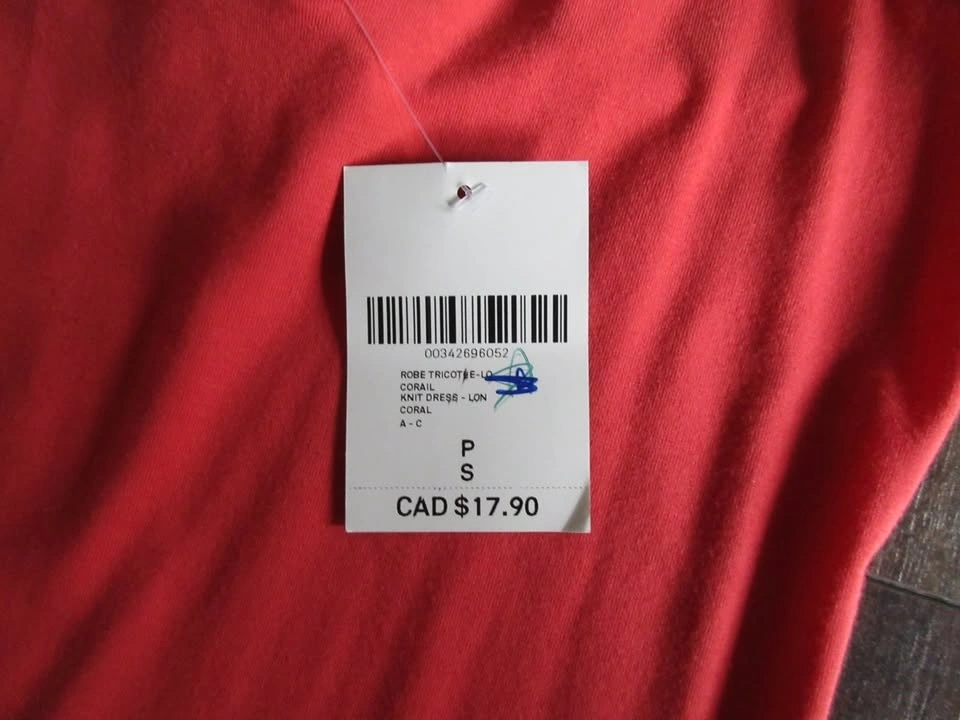 00342696052
ROBE TRICOTÉE-LO
CORAIL
KNIT DRESS - LON
CORAL
A - C
P
S
CAD $17.90